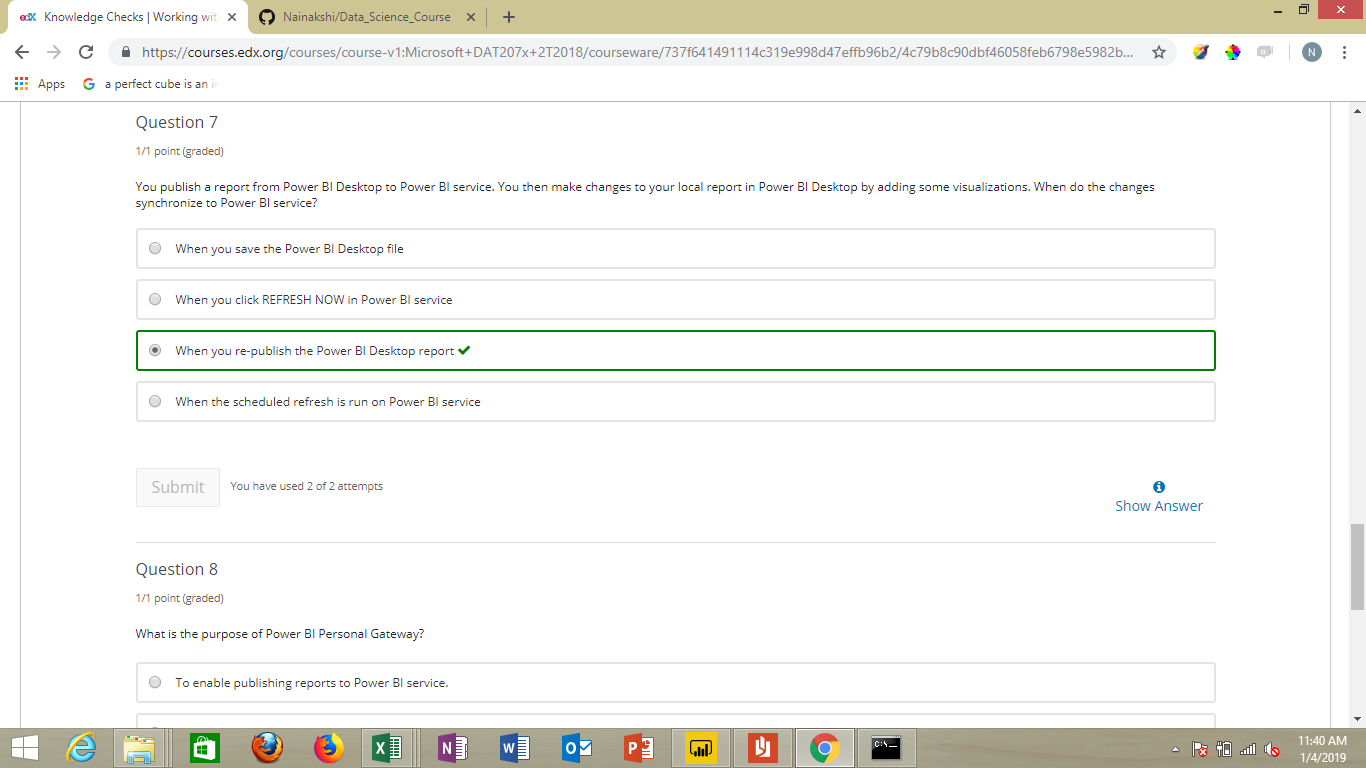 edX Knowledge Checks | Working wit
Nainakshi/Data_Science_Course
https://courses.edx.org/courses/course-v1:Microsoft+DAT207x+2T2018/courseware/737f641491114c319e998d47effb96b2/4c79b8c90dbf46058feb6798e5982b...
N
Apps
G a perfect cube is an i
Question 7
1/1 point (graded)
You publish a report from Power BI Desktop to Power BI service. You then make changes to your local report in Power BI Desktop by adding some visualizations. When do the changes
synchronize to Power BI service?
When you save the Power BI Desktop file
When you click REFRESH NOW in Power BI service
When you re-publish the Power BI Desktop report
When the scheduled refresh is run on Power BI service
Submit
You have used 2 of 2 attempts
Show Answer
Question 8
1/1 point (graded)
What is the purpose of Power BI Personal Gateway?
To enable publishing reports to Power BI service.
11:40 AM
1/4/2019